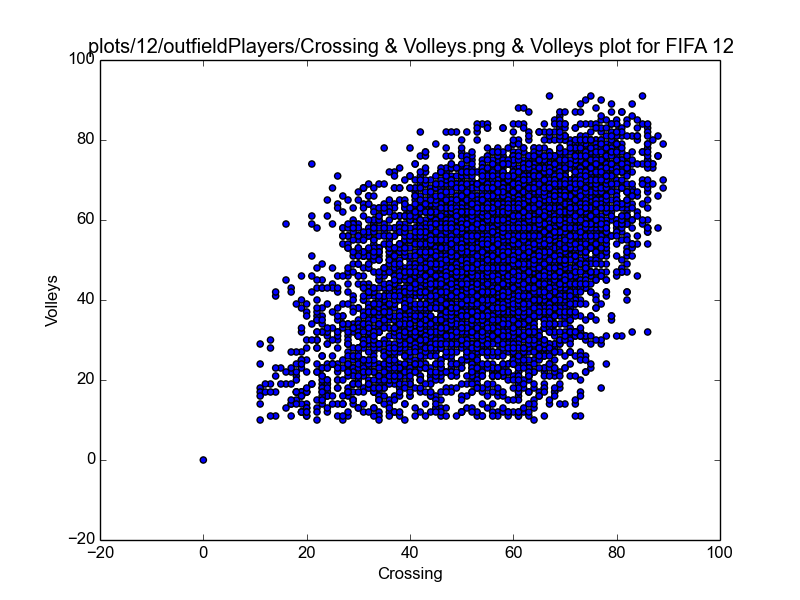 plots/12/outfieldPlayers/Crossing & Volleys.png & Volleys plot for FIFA 12
100
80
60
40
20
0
−20
Volleys
−20 0 20 40 60 80 100
Crossing